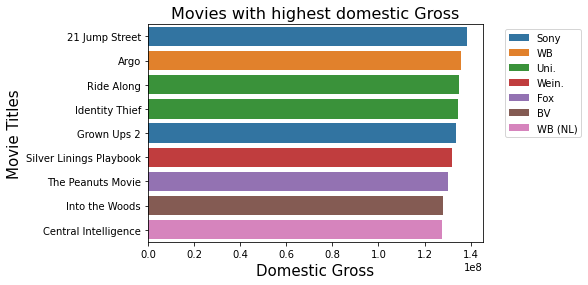 Movies with highest domestic Gross
Movie Titles
21 Jump Street
Argo
Ride Along
Identity Thief
Grown Ups 2
Silver Linings Playbook
The Peanuts Movie
Into the Woods
Central Intelligence
0.0 0.2 0.4 0.6 0.8 1.0 1.2 1.4
1e8
Domestic Gross
Sony
WB
Uni.
Wein.
Fox
BV
WB (NL)